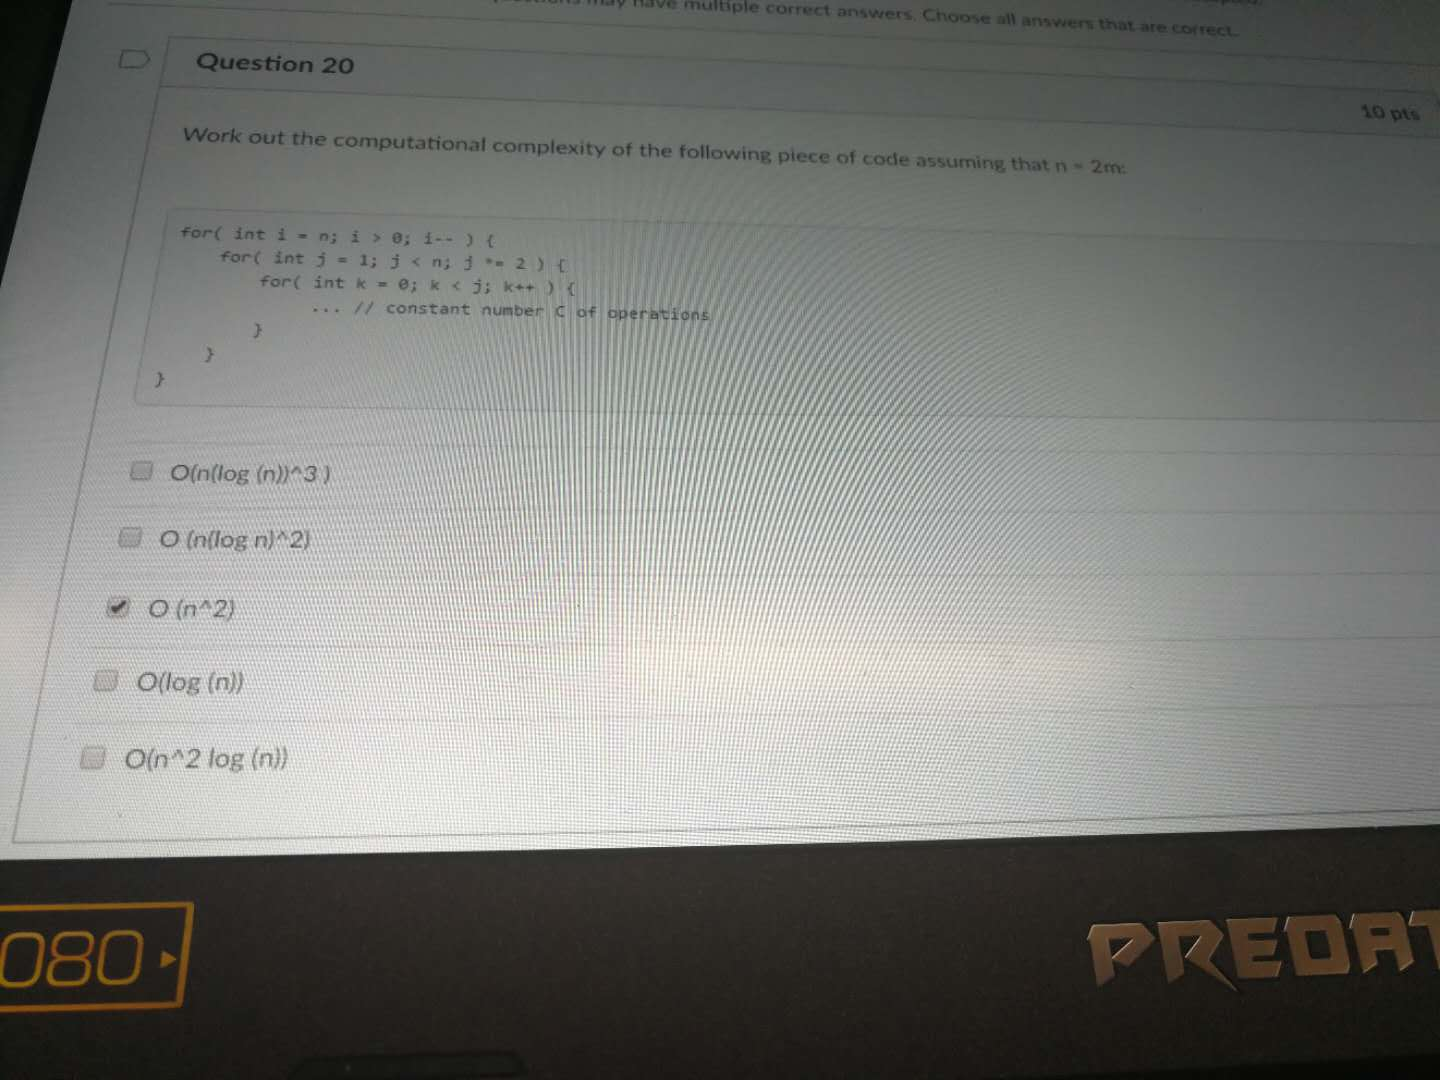 have multiple correct answers. Choose all answers that are correct.
Question 20
10 pts
Work out the computational complexity of the following piece of code assuming that n = 2m:
for( int i = n; i > 0; i-- ) {
for( int j = 1; j < n; j *= 2 ) {
for( int k = 0; k < j; k++ ) {
... // constant number C of operations
}
}
}
O(n(log (n))^3 )
O (n(log n)^2)
O (n^2)
O(log (n))
O(n^2 log (n))
080
PREDAT